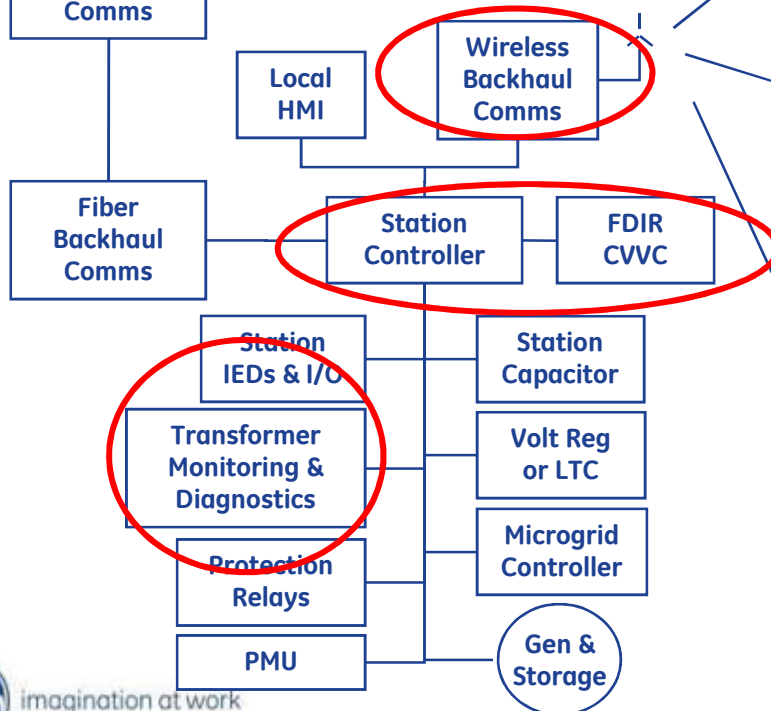 Comms
Wireless
Backhaul
Comms
Local
HMI
Fiber
Backhaul
Comms
Station
Controller
FDIR
CVVC
Station
IEDs & I/O
Station
Capacitor
Transformer
Monitoring &
Diagnostics
Volt Reg
or LTC
Microgrid
Controller
Protection
Relays
PMU
Gen &
Storage
imagination at work